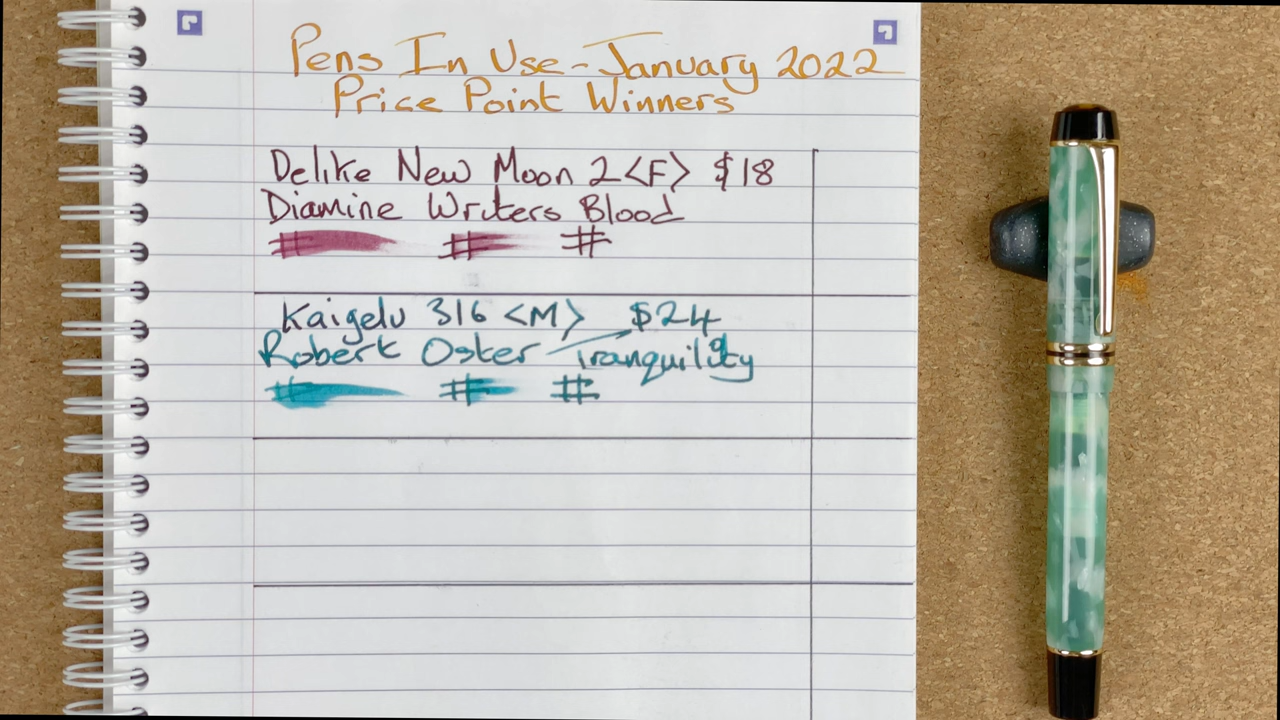 Pens In Use - January 2022
Price Point Winners
Delike New Moon 2 <F> $18
Diamine Writers Blood
# # #
Kaigelu 316 <M> $24
Robert Oster Tranquility
# # #